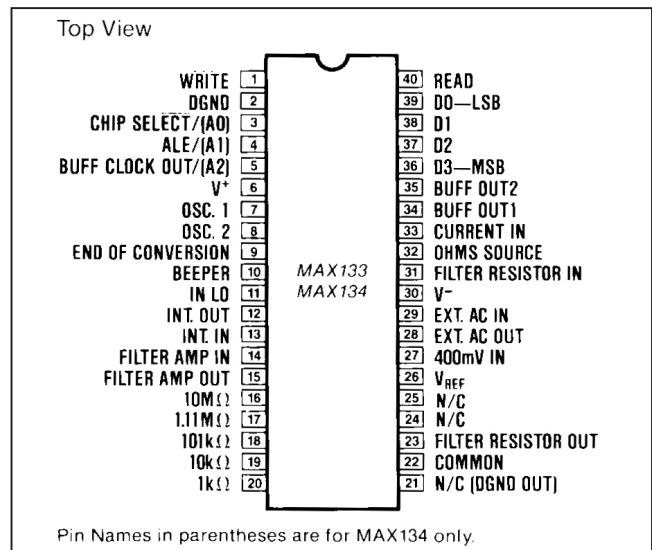 Top View
WRITE 1
DGND 2
CHIP SELECT/(A0) 3
ALE/(A1) 4
BUFF CLOCK OUT/(A2) 5
V+ 6
OSC. 1 7
OSC. 2 8
END OF CONVERSION 9
BEEPER 10
IN LO 11
INT. OUT 12
INT. IN 13
FILTER AMP IN 14
FILTER AMP OUT 15
10MΩ 16
1.11MΩ 17
101kΩ 18
10kΩ 19
1kΩ 20
MAX133
MAX134
40 READ
39 D0—LSB
38 D1
37 D2
36 D3—MSB
35 BUFF OUT2
34 BUFF OUT1
33 CURRENT IN
32 OHMS SOURCE
31 FILTER RESISTOR IN
30 V−
29 EXT. AC IN
28 EXT. AC OUT
27 400mV IN
26 VREF
25 N/C
24 N/C
23 FILTER RESISTOR OUT
22 COMMON
21 N/C (DGND OUT)
Pin Names in parentheses are for MAX134 only.